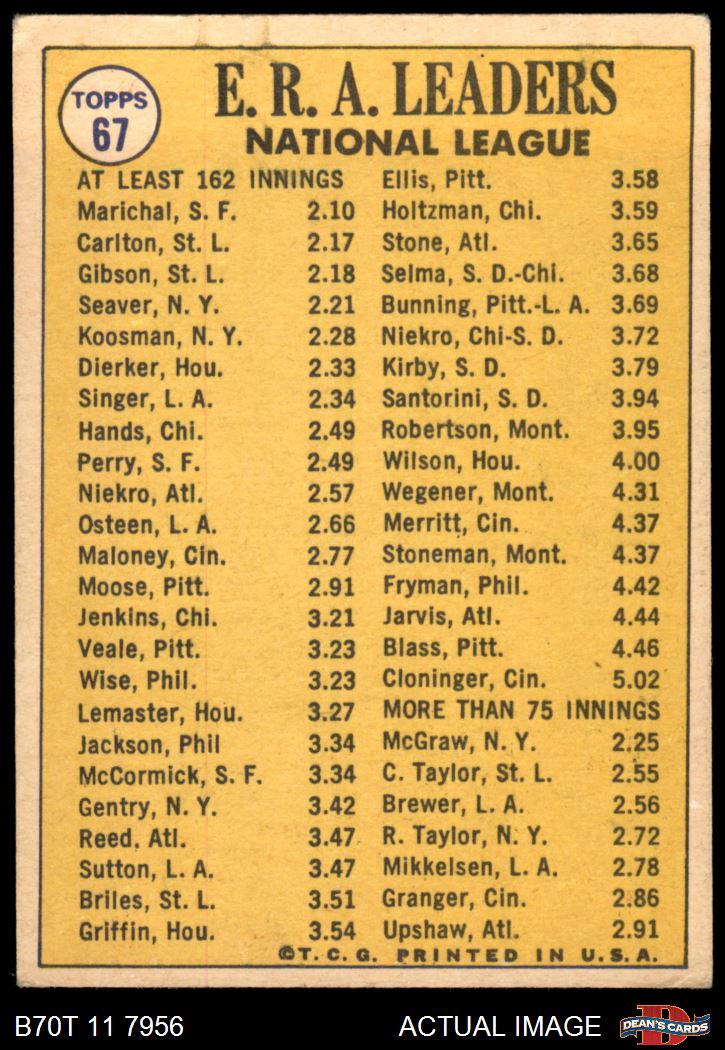 TOPPS
67
E. R. A. LEADERS
NATIONAL LEAGUE
AT LEAST 162 INNINGS
Marichal, S. F. 2.10
Carlton, St. L. 2.17
Gibson, St. L. 2.18
Seaver, N. Y. 2.21
Koosman, N. Y. 2.28
Dierker, Hou. 2.33
Singer, L. A. 2.34
Hands, Chi. 2.49
Perry, S. F. 2.49
Niekro, Atl. 2.57
Osteen, L. A. 2.66
Maloney, Cin. 2.77
Moose, Pitt. 2.91
Jenkins, Chi. 3.21
Veale, Pitt. 3.23
Wise, Phil. 3.23
Lemaster, Hou. 3.27
Jackson, Phil 3.34
McCormick, S. F. 3.34
Gentry, N. Y. 3.42
Reed, Atl. 3.47
Sutton, L. A. 3.47
Briles, St. L. 3.51
Griffin, Hou. 3.54
Ellis, Pitt. 3.58
Holtzman, Chi. 3.59
Stone, Atl. 3.65
Selma, S. D.-Chi. 3.68
Bunning, Pitt.-L. A. 3.69
Niekro, Chi-S. D. 3.72
Kirby, S. D. 3.79
Santorini, S. D. 3.94
Robertson, Mont. 3.95
Wilson, Hou. 4.00
Wegener, Mont. 4.31
Merritt, Cin. 4.37
Stoneman, Mont. 4.37
Fryman, Phil. 4.42
Jarvis, Atl. 4.44
Blass, Pitt. 4.46
Cloninger, Cin. 5.02
MORE THAN 75 INNINGS
McGraw, N. Y. 2.25
C. Taylor, St. L. 2.55
Brewer, L. A. 2.56
R. Taylor, N. Y. 2.72
Mikkelsen, L. A. 2.78
Granger, Cin. 2.86
Upshaw, Atl. 2.91
©T. C. G. PRINTED IN U. S. A.
B70T 11 7956
ACTUAL IMAGE
DEAN'S CARDS